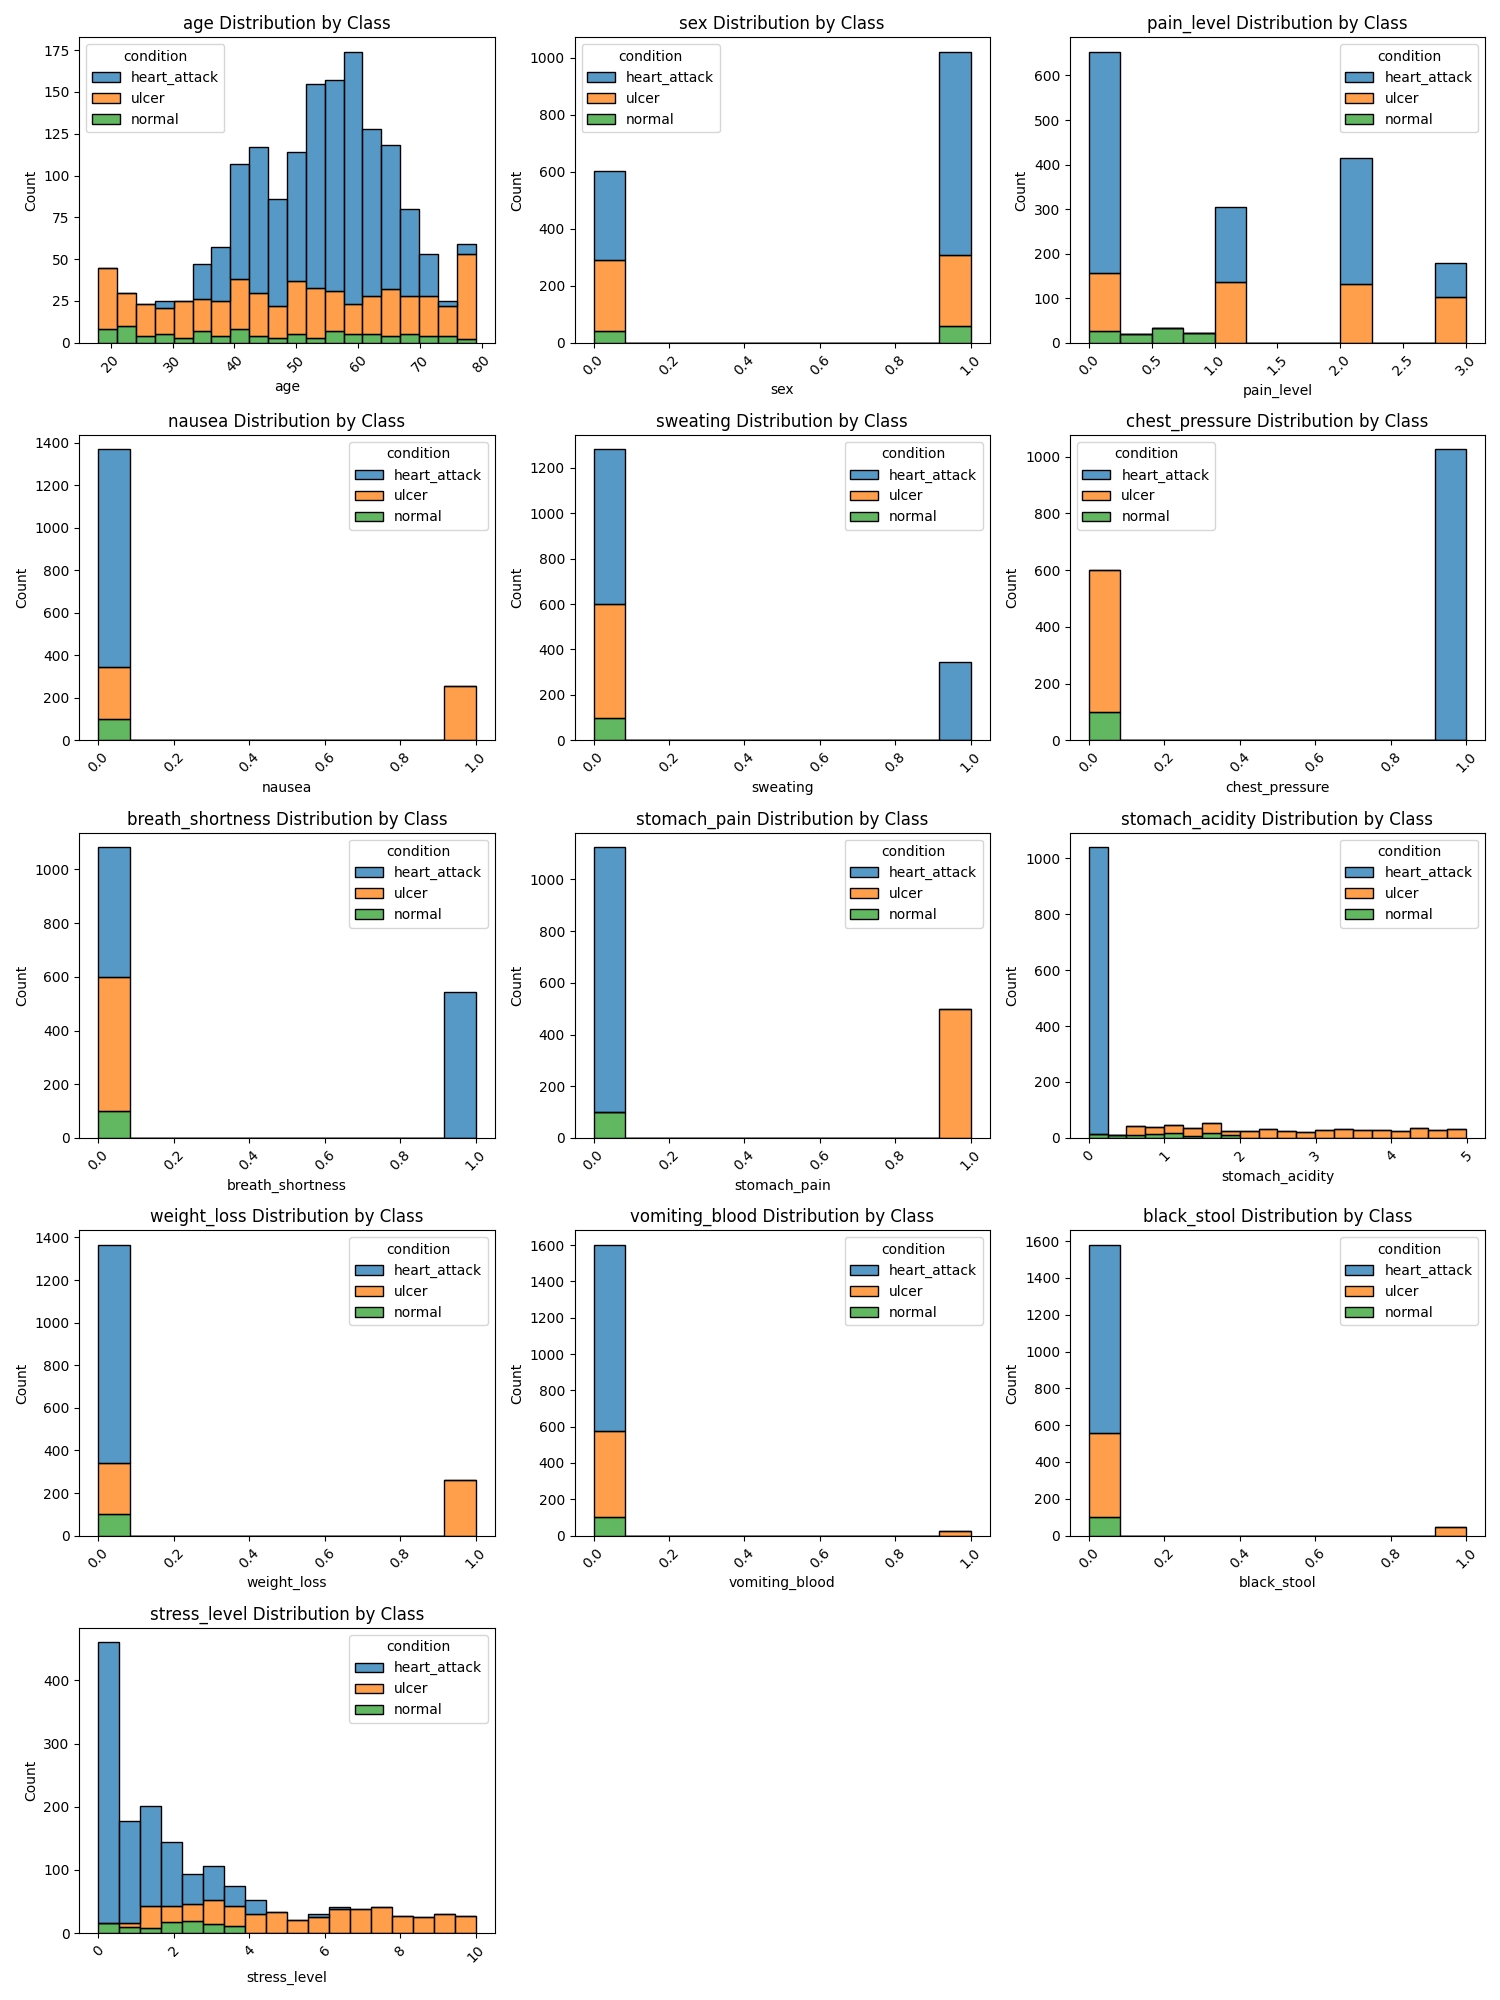 age Distribution by Class
175
150
125
100
75
50
25
0
Count
condition
heart_attack
ulcer
normal
20
30
40
50
60
70
80
age
sex Distribution by Class
1000
800
600
400
200
0
Count
condition
heart_attack
ulcer
normal
0.0
0.2
0.4
0.6
0.8
1.0
sex
pain_level Distribution by Class
600
500
400
300
200
100
0
Count
condition
heart_attack
ulcer
normal
0.0
0.5
1.0
1.5
2.0
2.5
3.0
pain_level
nausea Distribution by Class
1400
1200
1000
800
600
400
200
0
Count
condition
heart_attack
ulcer
normal
0.0
0.2
0.4
0.6
0.8
1.0
nausea
sweating Distribution by Class
1200
1000
800
600
400
200
0
Count
condition
heart_attack
ulcer
normal
0.0
0.2
0.4
0.6
0.8
1.0
sweating
chest_pressure Distribution by Class
1000
800
600
400
200
0
Count
condition
heart_attack
ulcer
normal
0.0
0.2
0.4
0.6
0.8
1.0
chest_pressure
breath_shortness Distribution by Class
1000
800
600
400
200
0
Count
condition
heart_attack
ulcer
normal
0.0
0.2
0.4
0.6
0.8
1.0
breath_shortness
stomach_pain Distribution by Class
1000
800
600
400
200
0
Count
condition
heart_attack
ulcer
normal
0.0
0.2
0.4
0.6
0.8
1.0
stomach_pain
stomach_acidity Distribution by Class
1000
800
600
400
200
0
Count
condition
heart_attack
ulcer
normal
0
1
2
3
4
5
stomach_acidity
weight_loss Distribution by Class
1400
1200
1000
800
600
400
200
0
Count
condition
heart_attack
ulcer
normal
0.0
0.2
0.4
0.6
0.8
1.0
weight_loss
vomiting_blood Distribution by Class
1600
1400
1200
1000
800
600
400
200
0
Count
condition
heart_attack
ulcer
normal
0.0
0.2
0.4
0.6
0.8
1.0
vomiting_blood
black_stool Distribution by Class
1600
1400
1200
1000
800
600
400
200
0
Count
condition
heart_attack
ulcer
normal
0.0
0.2
0.4
0.6
0.8
1.0
black_stool
stress_level Distribution by Class
400
300
200
100
0
Count
condition
heart_attack
ulcer
normal
0
2
4
6
8
10
stress_level